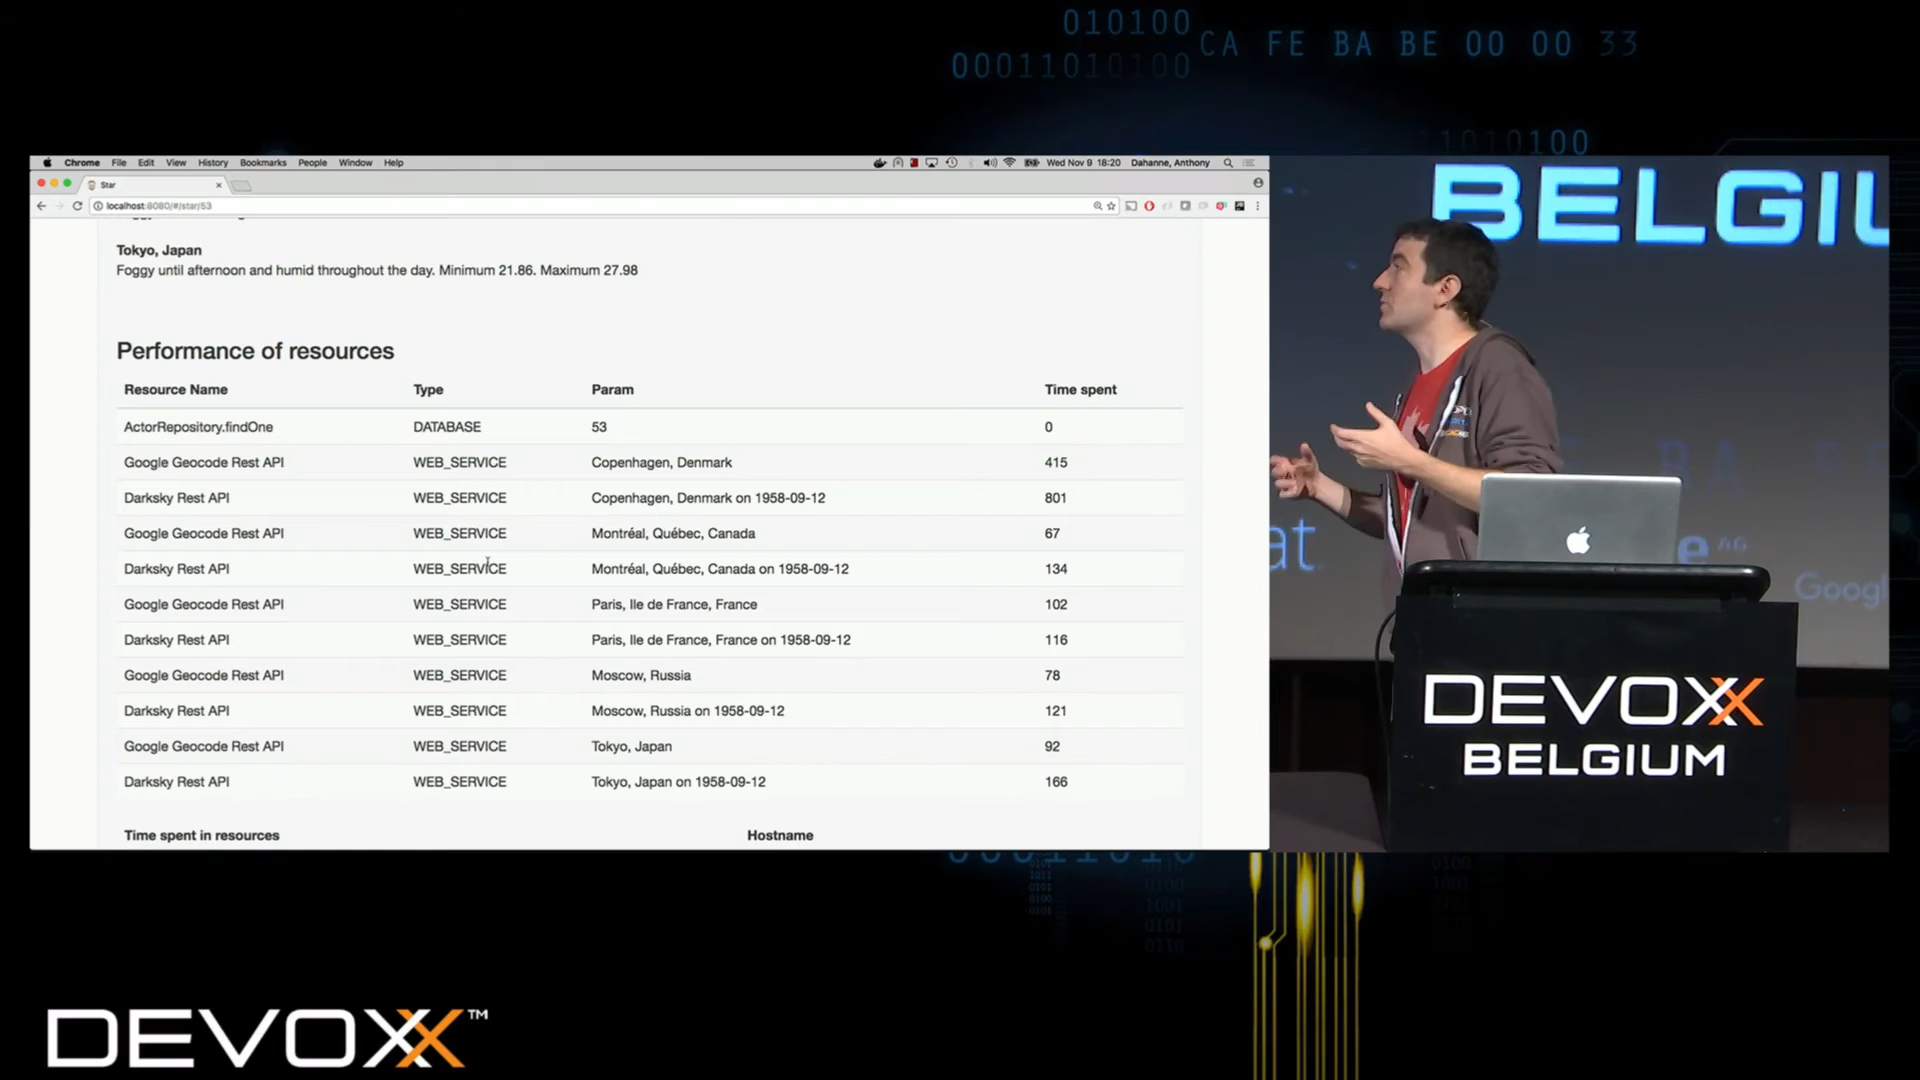 010100
CA FE BA BE 00 00 33
00011010100
1010100
Chrome File Edit View History Bookmarks People Window Help
Wed Nov 9 18:20 Dahanne, Anthony
Star
localhost:8080/#/star/53
Tokyo, Japan
Foggy until afternoon and humid throughout the day. Minimum 21.86. Maximum 27.98
Performance of resources
Resource Name Type Param Time spent
ActorRepository.findOne DATABASE 53 0
Google Geocode Rest API WEB_SERVICE Copenhagen, Denmark 415
Darksky Rest API WEB_SERVICE Copenhagen, Denmark on 1958-09-12 801
Google Geocode Rest API WEB_SERVICE Montréal, Québec, Canada 67
Darksky Rest API WEB_SERVICE Montréal, Québec, Canada on 1958-09-12 134
Google Geocode Rest API WEB_SERVICE Paris, Ile de France, France 102
Darksky Rest API WEB_SERVICE Paris, Ile de France, France on 1958-09-12 116
Google Geocode Rest API WEB_SERVICE Moscow, Russia 78
Darksky Rest API WEB_SERVICE Moscow, Russia on 1958-09-12 121
Google Geocode Rest API WEB_SERVICE Tokyo, Japan 92
Darksky Rest API WEB_SERVICE Tokyo, Japan on 1958-09-12 166
Time spent in resources Hostname
BELGIU
at
e AG
Googl
DEVOXX
BELGIUM
DEVOXX™